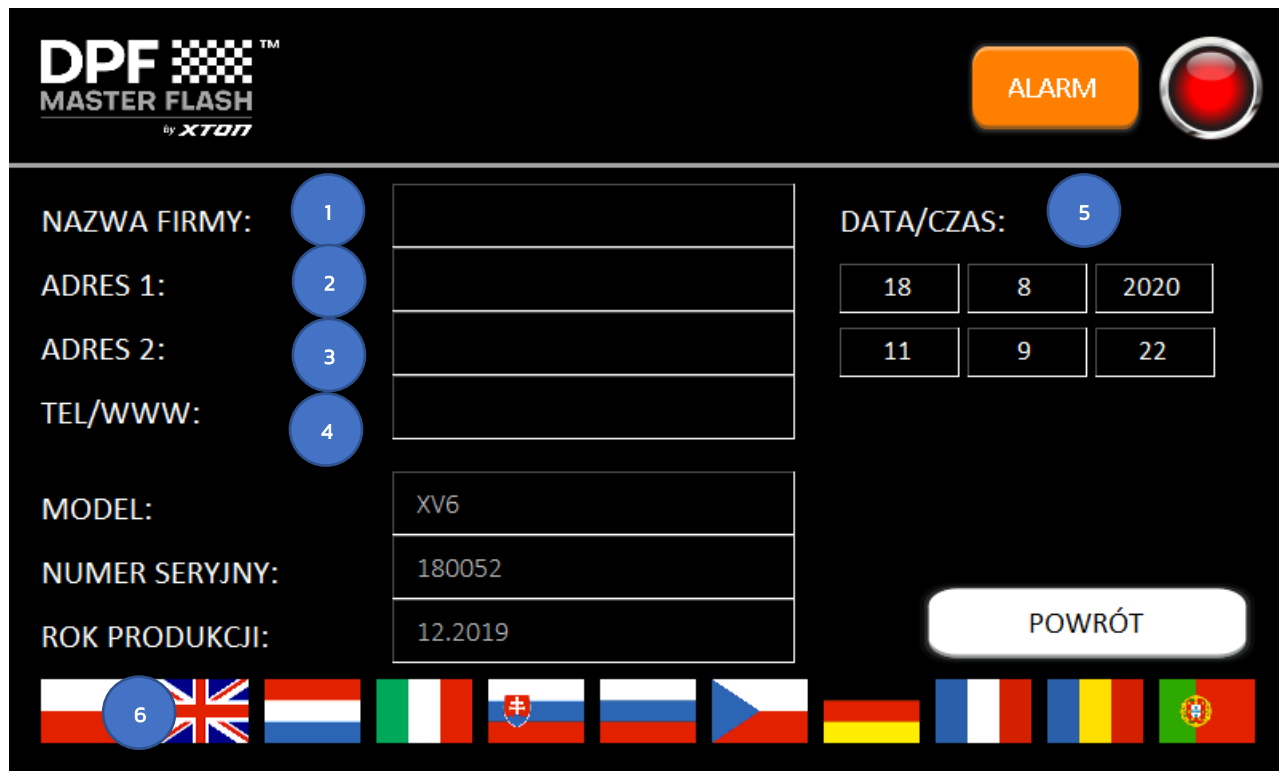 DPF ™
MASTER FLASH
by XTON
ALARM
NAZWA FIRMY:
1
ADRES 1:
2
ADRES 2:
3
TEL/WWW:
4
DATA/CZAS:
5
18 8 2020
11 9 22
MODEL: XV6
NUMER SERYJNY: 180052
ROK PRODUKCJI: 12.2019
POWRÓT
6